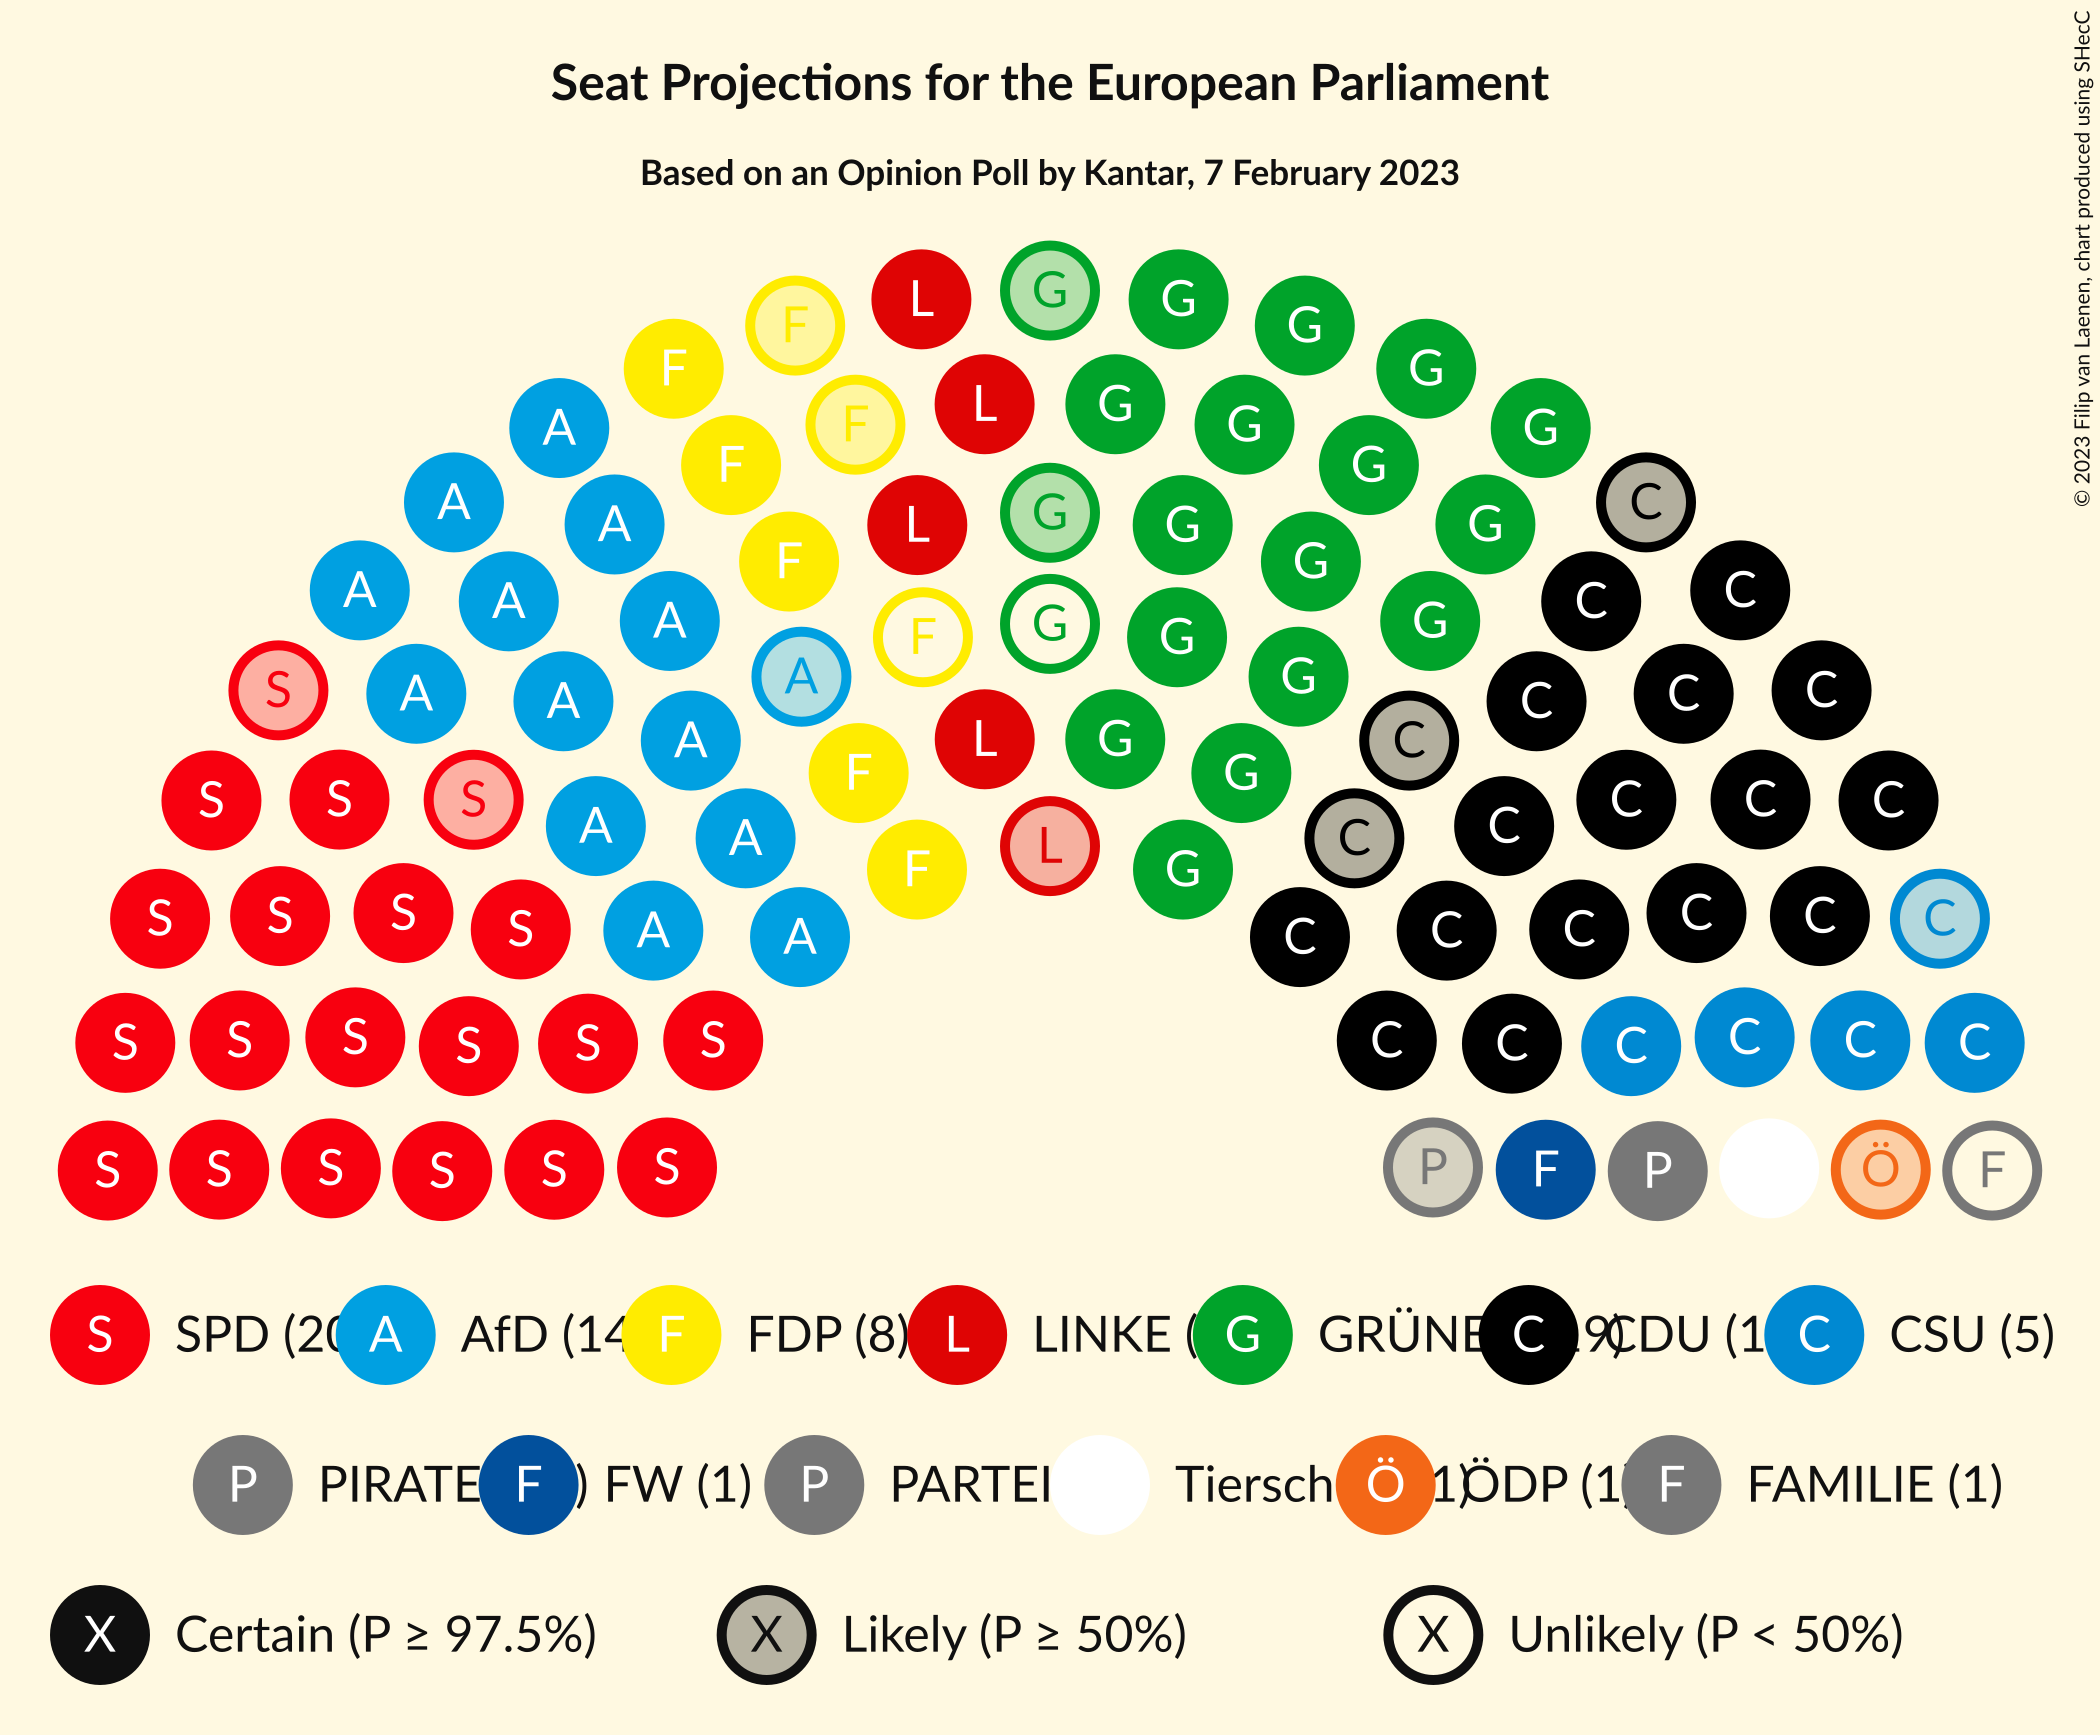 © 2023 Filip van Laenen, chart produced using SHecC
Seat Projections for the European Parliament
Based on an Opinion Poll by Kantar, 7 February 2023
F L G G G
F G
A F F L G G G
F G
A A L G G G C
A A F G C C
A F G G G
S A A A G C C C
A L G C
S S S A A F G C C C C C
S S S S A A F L G C C C C C C
S S S S S S C C C C C C
S S S S S S P F P Ö F
S SPD (20 A AfD (14 F FDP (8) L LINKE ( G GRÜNE C 9) CDU (1 C CSU (5)
P PIRATE F ) FW (1) P PARTEI Tiersch Ö 1) ÖDP (1) F FAMILIE (1)
X Certain (P ≥ 97.5%) X Likely (P ≥ 50%) X Unlikely (P < 50%)